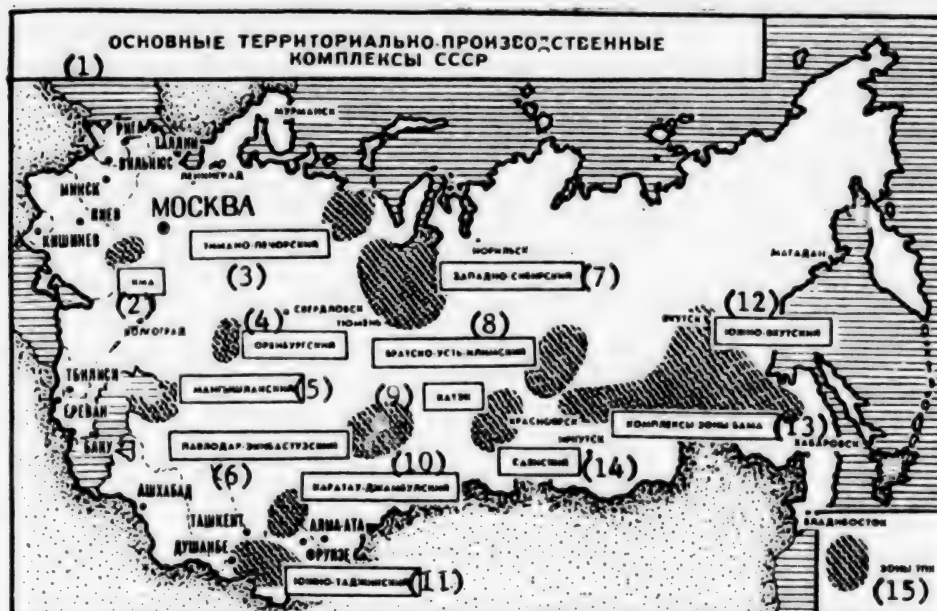 ОСНОВНЫЕ ТЕРРИТОРИАЛЬНО-ПРОИЗВОДСТВЕННЫЕ
КОМПЛЕКСЫ СССР
(1)
МУРМАНСК
РИГА
ТАЛЛИН
ВИЛЬНЮС
ЛЕНИНГРАД
МИНСК
КИЕВ
МОСКВА
КИШИНЕВ
ТИМАНО-ПЕЧОРСКИЙ
(3)
НОРИЛЬСК
МАГАДАН
ЗАПАДНО-СИБИРСКИЙ
(7)
КМА
(2)
ВОЛГОГРАД
(4)
СВЕРДЛОВСК
ТЮМЕНЬ
ОРЕНБУРГСКИЙ
(8)
БРАТСКО-УСТЬ-ИЛИМСКИЙ
(12)
ЯКУТСК
ЮЖНО-ЯКУТСКИЙ
ТБИЛИСИ
МАНГЫШЛАКСКИЙ
(5)
(9)
КАТЭК
ЕРЕВАН
КРАСНОЯРСК
КОМПЛЕКСЫ ЗОНЫ БАМА
(13)
БАКУ
ПАВЛОДАР-ЭКИБАСТУЗСКИЙ
(6)
(10)
ИРКУТСК
ХАБАРОВСК
САЯНСКИЙ
(14)
КАРАТАУ-ДЖАМБУЛСКИЙ
АШХАБАД
ТАШКЕНТ
АЛМА-АТА
ВЛАДИВОСТОК
ДУШАНБЕ
ФРУНЗЕ
ЮЖНО-ТАДЖИКСКИЙ
(11)
ЗОНЫ ТПК
(15)